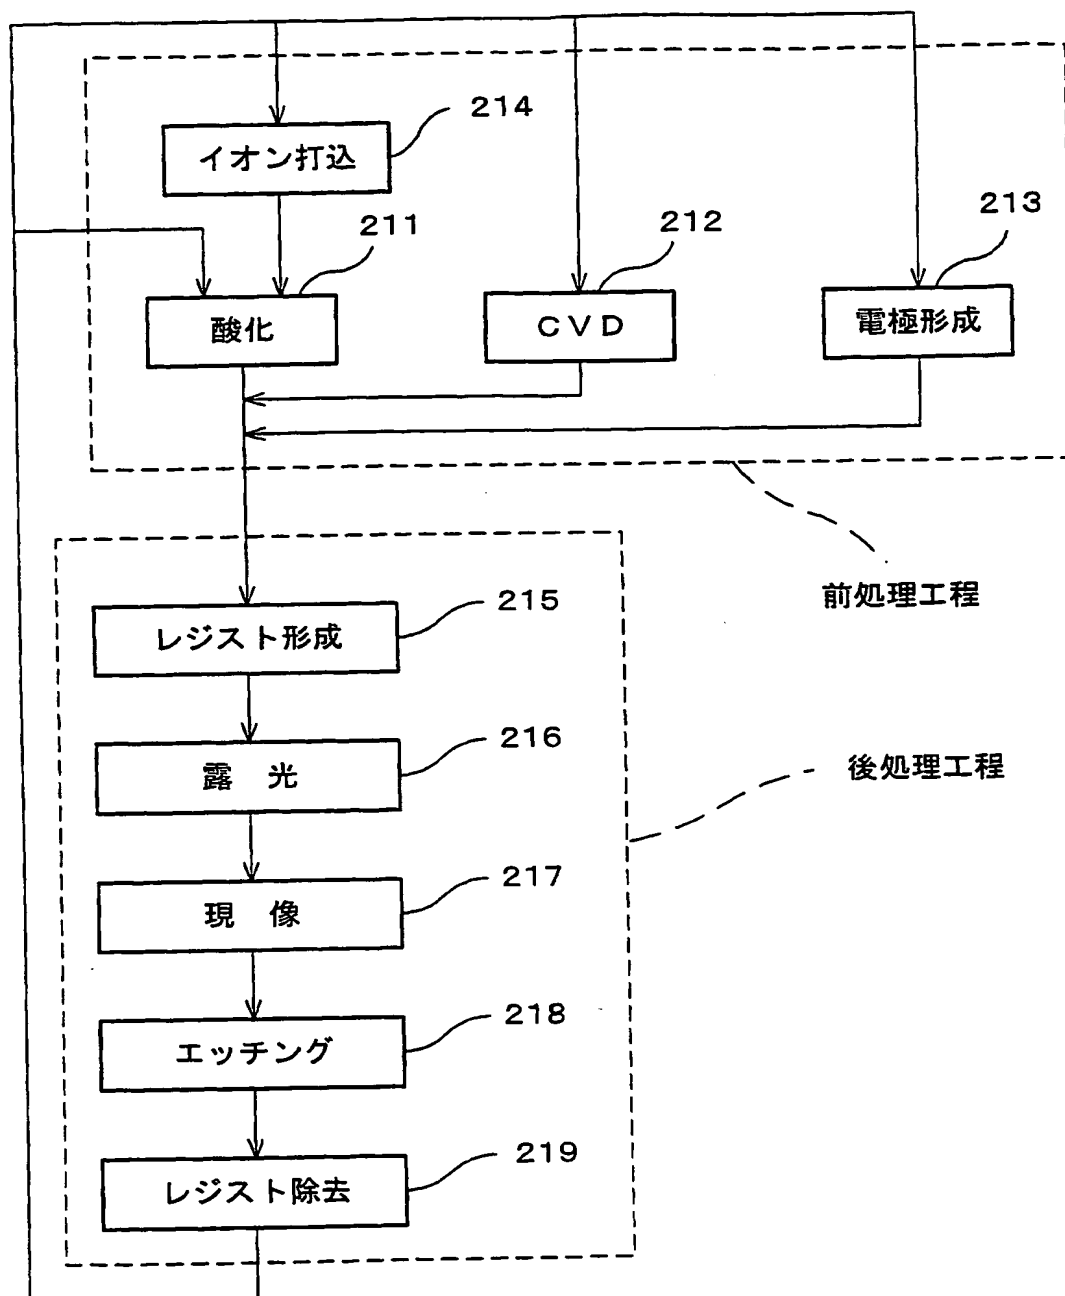 214
イオン打込
211
212
213
酸化
CVD
電極形成
前処理工程
215
レジスト形成
216
露 光
後処理工程
217
現 像
218
エッチング
219
レジスト除去